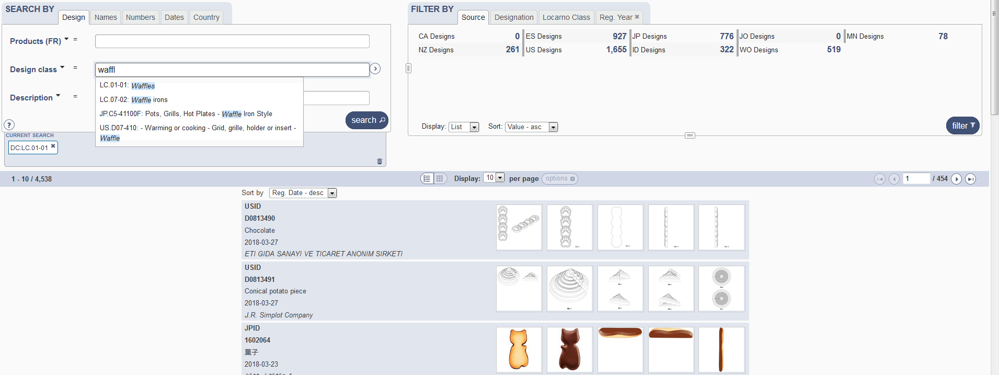 SEARCH BY
Design Names Numbers Dates Country
Products (FR) =
Design class = waffl
LC.01-01: Waffles
LC.07-02: Waffle irons
JP.C5-41100F: Pots, Grills, Hot Plates - Waffle Iron Style
US.D07-410: - Warming or cooking - Grid, grille, holder or insert -
Waffle
Description =
search
?
CURRENT SEARCH
DC:LC.01-01
FILTER BY
Source Designation Locarno Class Reg. Year
CA Designs 0 ES Designs 927 JP Designs 776 JO Designs 0 MN Designs 78
NZ Designs 261 US Designs 1,655 ID Designs 322 WO Designs 519
Display: List Sort: Value - asc
filter
1 - 10 / 4,538 Display: 10 per page options 1 / 454
Sort by Reg. Date - desc
USID
D0813490
Chocolate
2018-03-27
ETI GIDA SANAYI VE TICARET ANONIM SIRKETI
USID
D0813491
Conical potato piece
2018-03-27
J.R. Simplot Company
JPID
1602064
菓子
2018-03-23